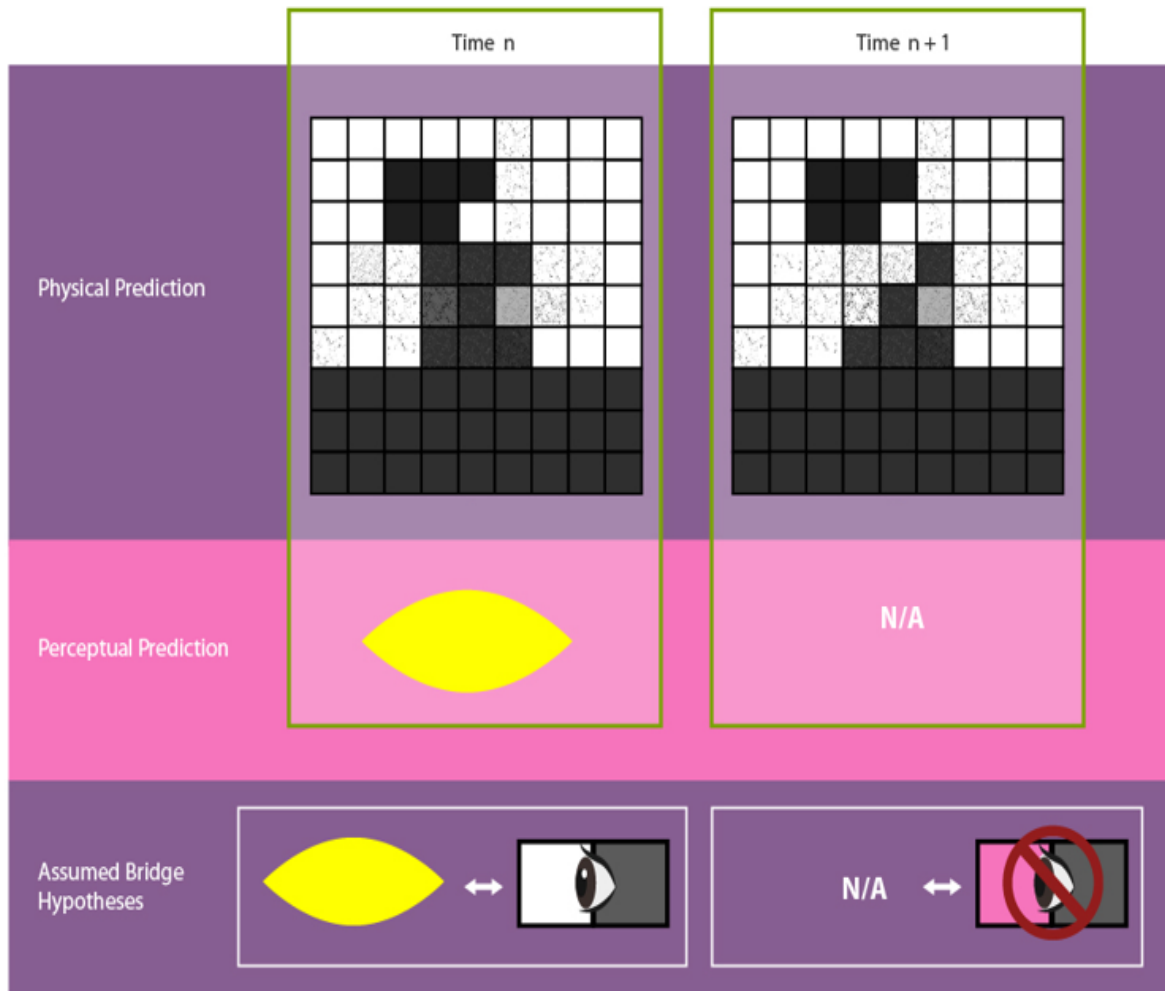 Time n
Time n + 1
Physical Prediction
Perceptual Prediction
N/A
Assumed Bridge
Hypotheses
N/A